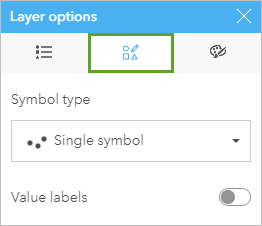 Layer options
Symbol type
Single symbol
Value labels